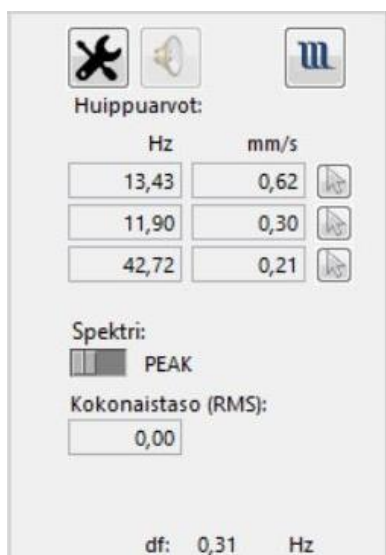 Huippuarvot:
Hz mm/s
13,43 0,62
11,90 0,30
42,72 0,21
Spektri:
PEAK
Kokonaistaso (RMS):
0,00
df: 0,31 Hz